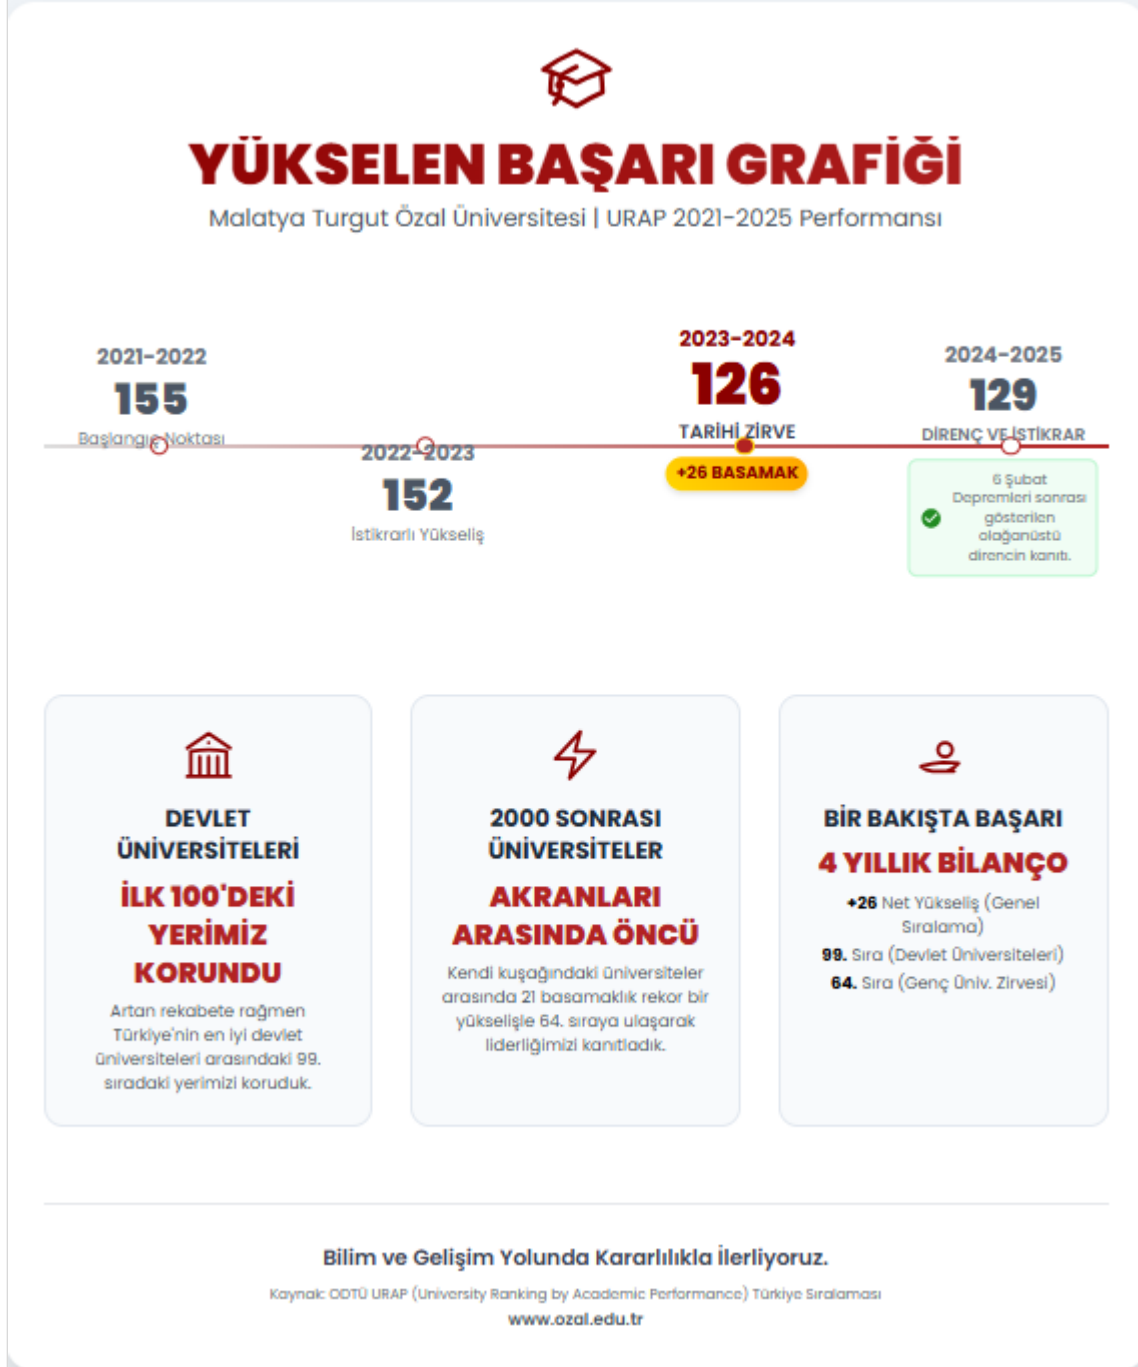 YÜKSELEN BAŞARI GRAFİĞİ
Malatya Turgut Özal Üniversitesi | URAP 2021-2025 Performansı
2021-2022
155
Başlangıç Noktası
2022-2023
152
İstikrarlı Yükseliş
2023-2024
126
TARİHİ ZİRVE
+26 BASAMAK
2024-2025
129
DİRENÇ VE İSTİKRAR
6 Şubat
Depremleri sonrası
gösterilen
olağanüstü
direncin kanıtı.
DEVLET
ÜNİVERSİTELERİ
İLK 100'DEKİ
YERİMİZ
KORUNDU
Artan rekabete rağmen
Türkiye'nin en iyi devlet
üniversiteleri arasındaki 99.
sıradaki yerimizi koruduk.
2000 SONRASI
ÜNİVERSİTELER
AKRANLARI
ARASINDA ÖNCÜ
Kendi kuşağındaki üniversiteler
arasında 21 basamaklık rekor bir
yükselişle 64. sıraya ulaşarak
liderliğimizi kanıtladık.
BİR BAKIŞTA BAŞARI
4 YILLIK BİLANÇO
+26 Net Yükseliş (Genel
Sıralama)
99. Sıra (Devlet Üniversiteleri)
64. Sıra (Genç Üniv. Zirvesi)
Bilim ve Gelişim Yolunda Kararlılıkla İlerliyoruz.
Kaynak: ODTÜ URAP (University Ranking by Academic Performance) Türkiye Sıralaması
www.ozal.edu.tr